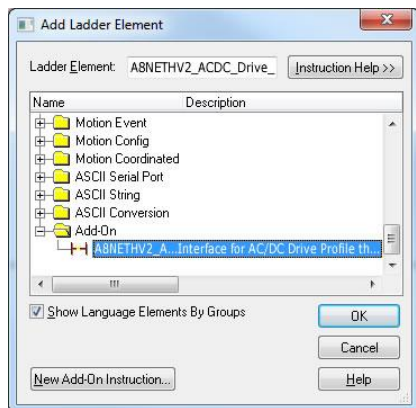 Add Ladder Element
Ladder Element: A8NETHV2_ACDC_Drive_ Instruction Help >>
Name Description
Motion Event
Motion Config
Motion Coordinated
ASCII Serial Port
ASCII String
ASCII Conversion
Add-On
A8NETHV2_A...Interface for AC/DC Drive Profile th...
Show Language Elements By Groups
OK
Cancel
New Add-On Instruction...
Help